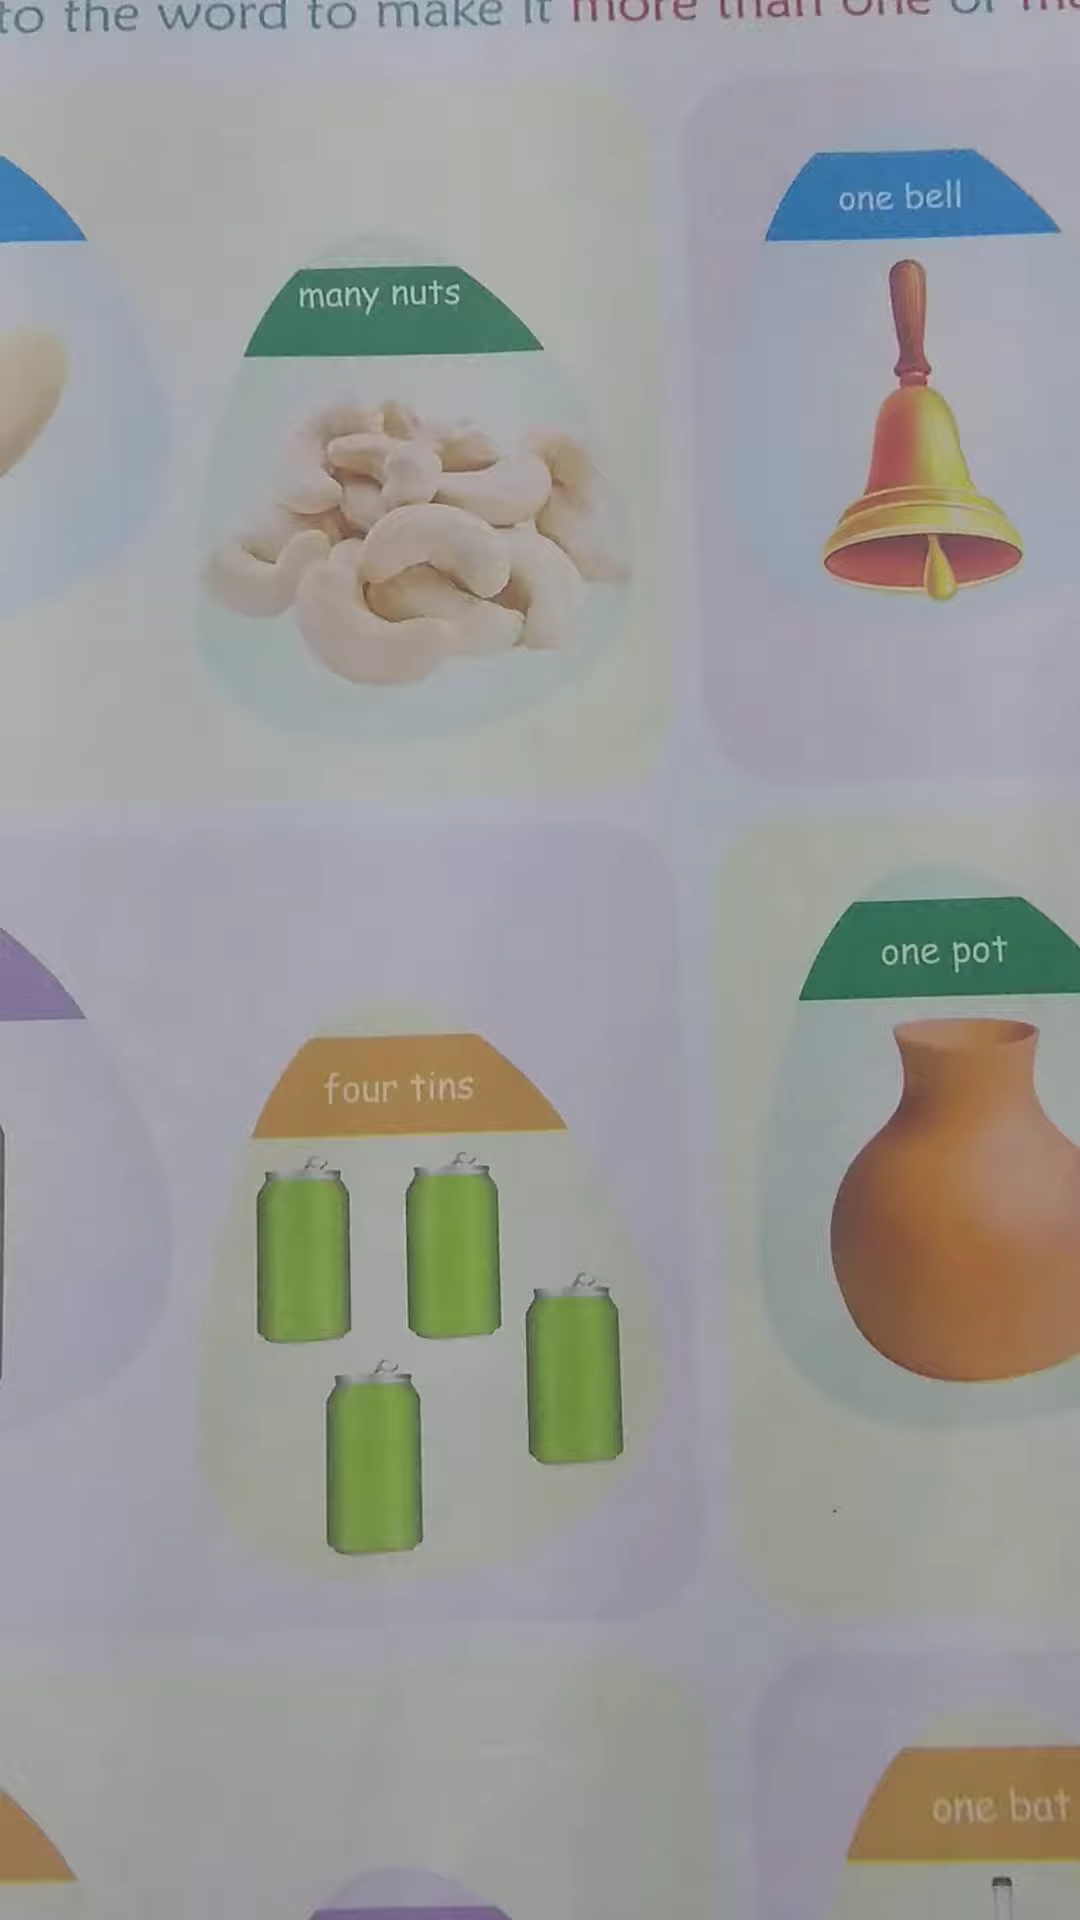 to the word to make it more than one or
many nuts
one bell
four tins
one pot
one bat